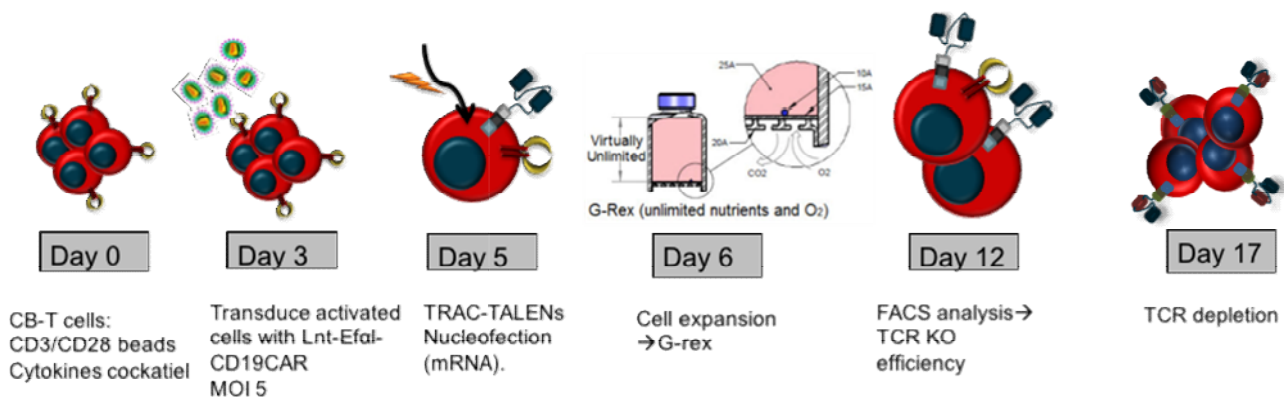 25A
10A
15A
Virtually
Unlimited
20A
CO2
O2
G-Rex (unlimited nutrients and O2)
Day 0
Day 3
Day 5
Day 6
Day 12
Day 17
CB-T cells:
CD3/CD28 beads
Cytokines cockatiel
Transduce activated
cells with Lnt-Efαl-
CD19CAR
MOI 5
TRAC-TALENs
Nucleofection
(mRNA).
Cell expansion
→G-rex
FACS analysis→
TCR KO
efficiency
TCR depletion